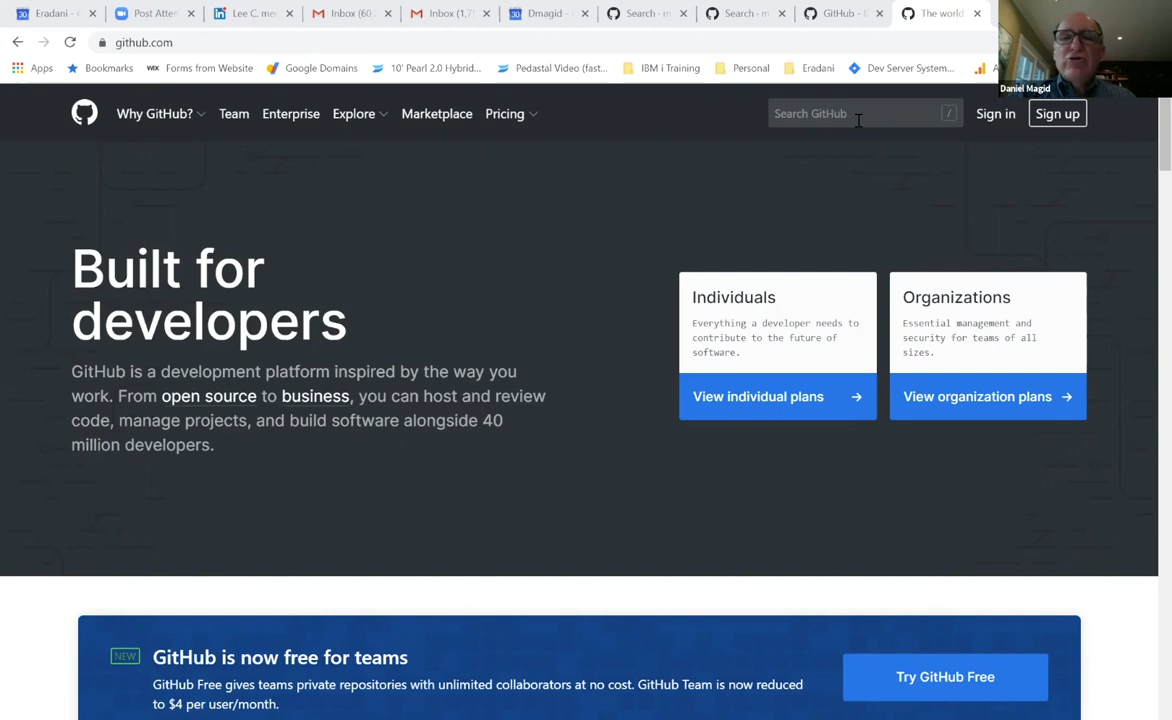 Eradani - 
Post Atten
Lee C. me
Inbox (60,
Inbox (1,7
Dmagid - 
Search · m
Search · m
GitHub - 
The world
github.com
Apps
Bookmarks
Forms from Website
Google Domains
10' Pearl 2.0 Hybrid...
Pedastal Video (fast...
IBM i Training
Personal
Eradani
Dev Server System...
Daniel Magid
Why GitHub?
Team
Enterprise
Explore
Marketplace
Pricing
Search GitHub
/
Sign in
Sign up
Built for
developers
GitHub is a development platform inspired by the way you
work. From open source to business, you can host and review
code, manage projects, and build software alongside 40
million developers.
Individuals
Everything a developer needs to
contribute to the future of
software.
View individual plans
Organizations
Essential management and
security for teams of all
sizes.
View organization plans
NEW
GitHub is now free for teams
GitHub Free gives teams private repositories with unlimited collaborators at no cost. GitHub Team is now reduced
to $4 per user/month.
Try GitHub Free